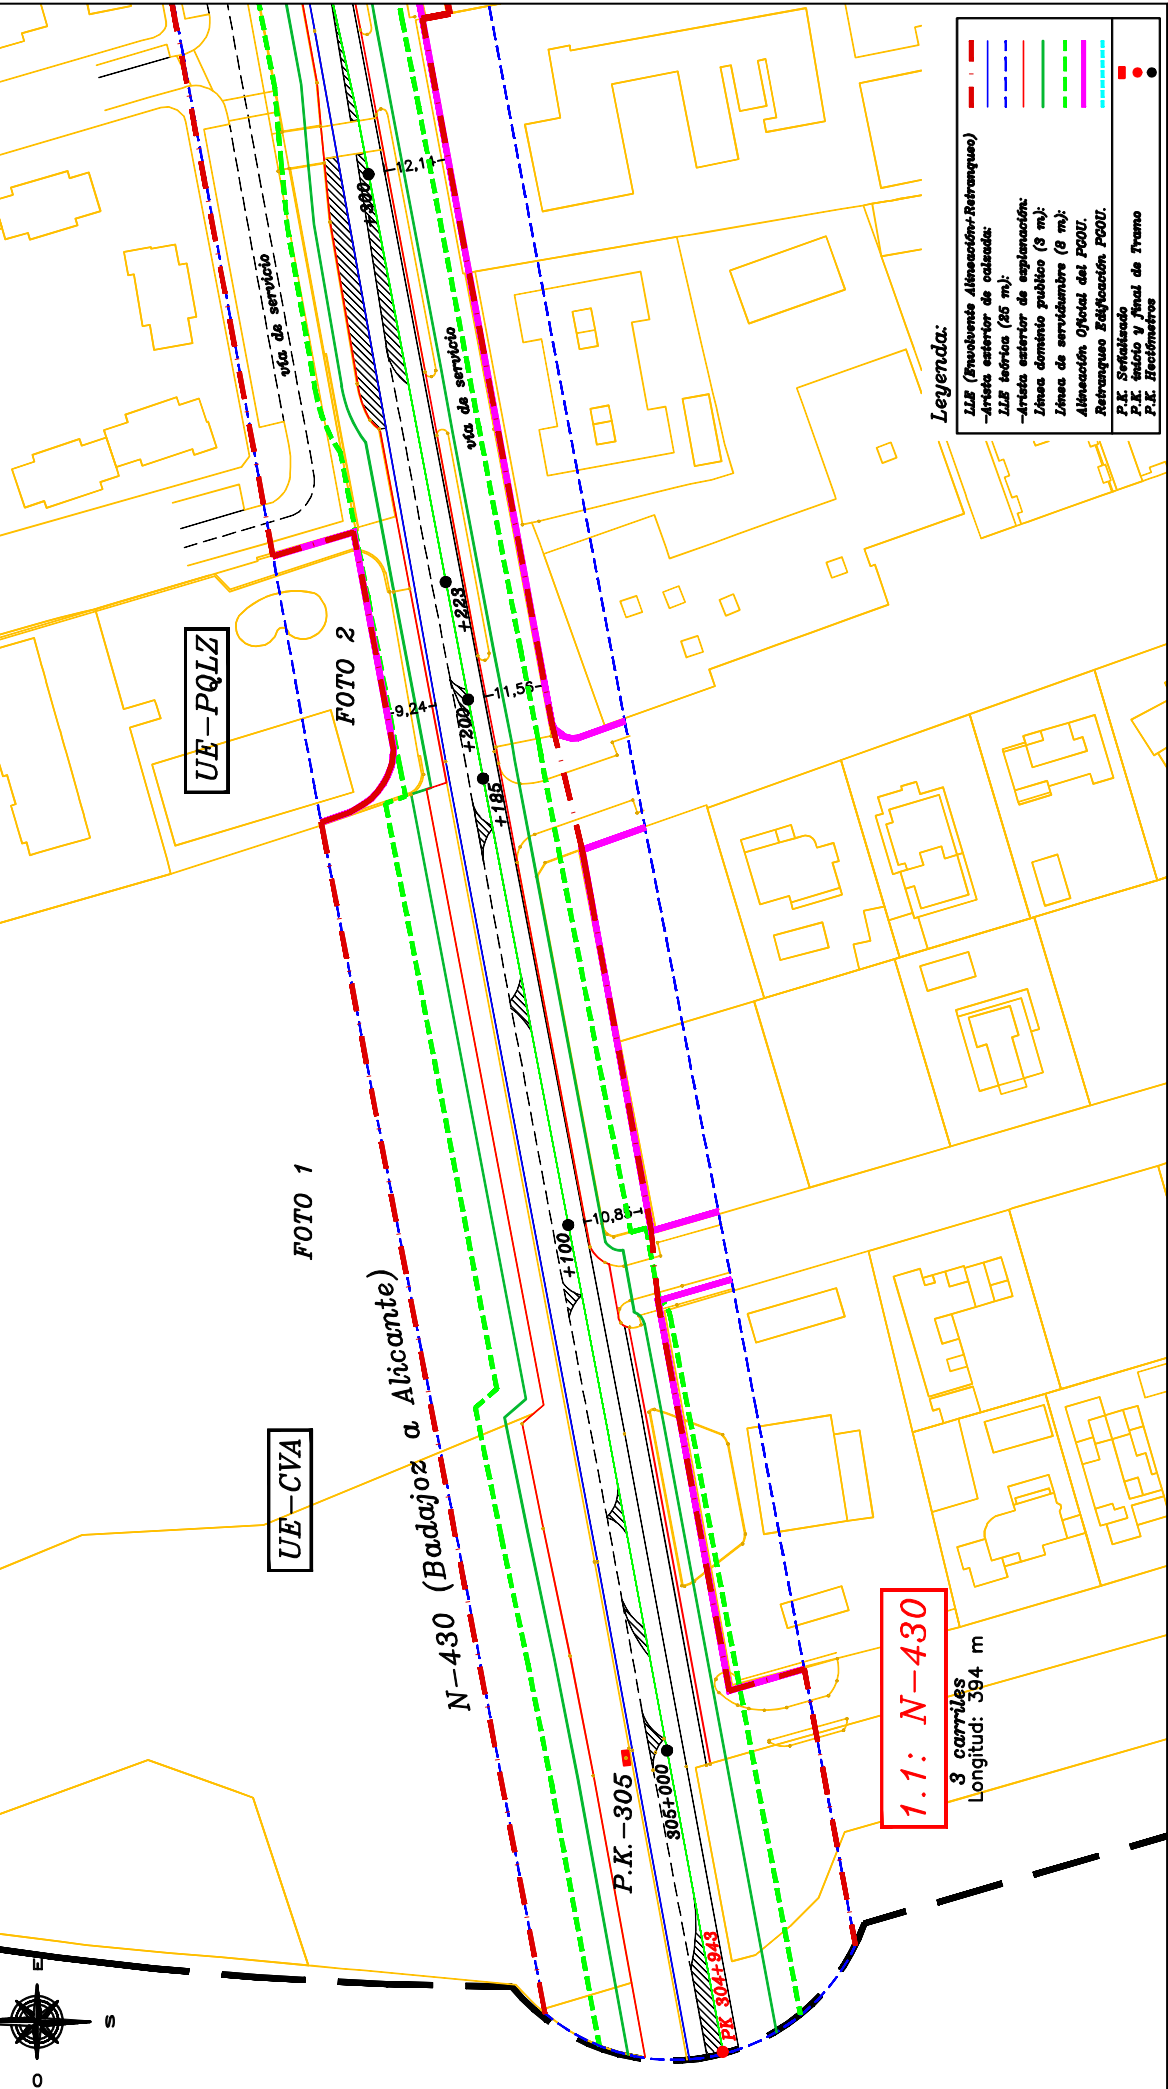 Leyenda:
LLE (Envolvente Alineación+Retranqueo)
-Arista exterior de calzada:
LLE teórica (25 m):
-Arista exterior de explanación:
Línea dominio publico (3 m):
Línea de servidumbre (8 m):
Alineación Oficial del PGOU.
Retranqueo Edificación PGOU.
P.K. Señalizado
P.K. inicio y final de Tramo
P.K. Hectómetros
vía de servicio
vía de servicio
+300
-12,11-
+223
+200
-11,56-
-9,24-
+185
UE-PQLZ
FOTO 2
FOTO 1
+100
UE-CVA
N-430 (Badajoz a Alicante)
P.K.-305
305+000
PK 304+943
1.1: N-430
3 carriles
Longitud: 394 m
E
S
O